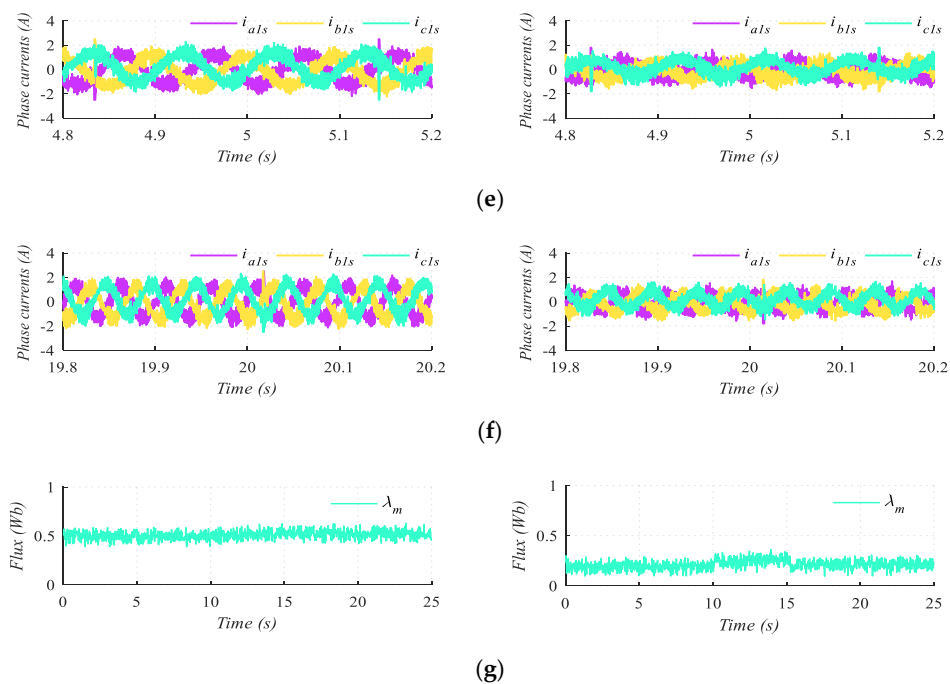 i_a1s i_b1s i_c1s
Phase currents (A)
4
2
0
-2
-4
4.8 4.9 5 5.1 5.2
Time (s)
i_a1s i_b1s i_c1s
Phase currents (A)
4
2
0
-2
-4
4.8 4.9 5 5.1 5.2
Time (s)
(e)
i_a1s i_b1s i_c1s
Phase currents (A)
4
2
0
-2
-4
19.8 19.9 20 20.1 20.2
Time (s)
i_a1s i_b1s i_c1s
Phase currents (A)
4
2
0
-2
-4
19.8 19.9 20 20.1 20.2
Time (s)
(f)
λ_m
Flux (Wb)
1
0.5
0
0 5 10 15 20 25
Time (s)
λ_m
Flux (Wb)
1
0.5
0
0 5 10 15 20 25
Time (s)
(g)